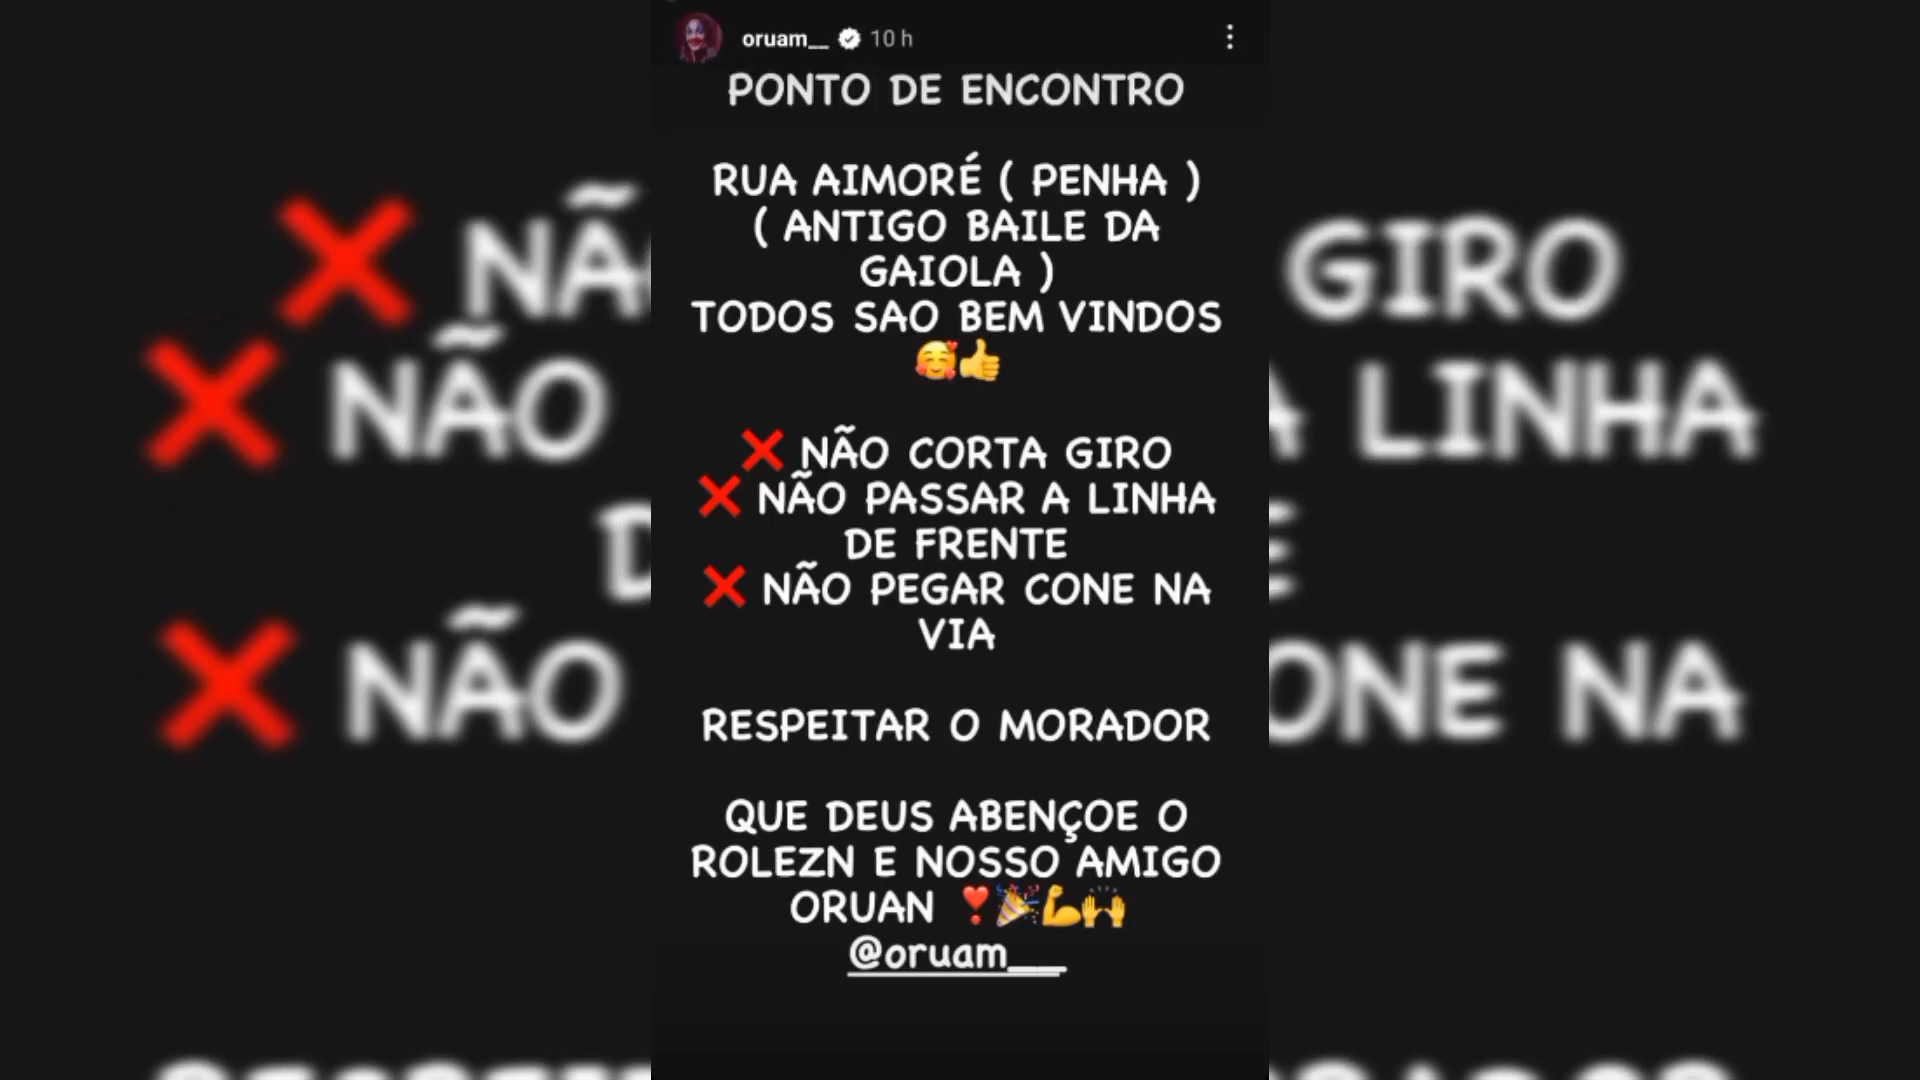 oruam__ 10 h
PONTO DE ENCONTRO
RUA AIMORÉ ( PENHA )
( ANTIGO BAILE DA
GAIOLA )
TODOS SAO BEM VINDOS
🥰👍
❌ NÃO CORTA GIRO
❌ NÃO PASSAR A LINHA
DE FRENTE
❌ NÃO PEGAR CONE NA
VIA
RESPEITAR O MORADOR
QUE DEUS ABENÇOE O
ROLEZN E NOSSO AMIGO
ORUAN ❣️🎉💪🙌
@oruam___